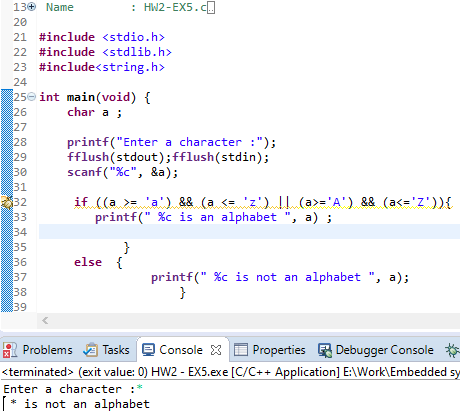 13 Name : HW2-EX5.c
20
21 #include <stdio.h>
22 #include <stdlib.h>
23 #include<string.h>
24
25 int main(void) {
26 char a ;
27
28 printf("Enter a character :");
29 fflush(stdout);fflush(stdin);
30 scanf("%c", &a);
31
32 if ((a >= 'a') && (a <= 'z') || (a>='A') && (a<='Z')){
33 printf(" %c is an alphabet ", a) ;
34
35 }
36 else {
37 printf(" %c is not an alphabet ", a);
38 }
39
Problems Tasks Console Properties Debugger Console
<terminated> (exit value: 0) HW2 - EX5.exe [C/C++ Application] E:\Work\Embedded sy
Enter a character :*
* is not an alphabet